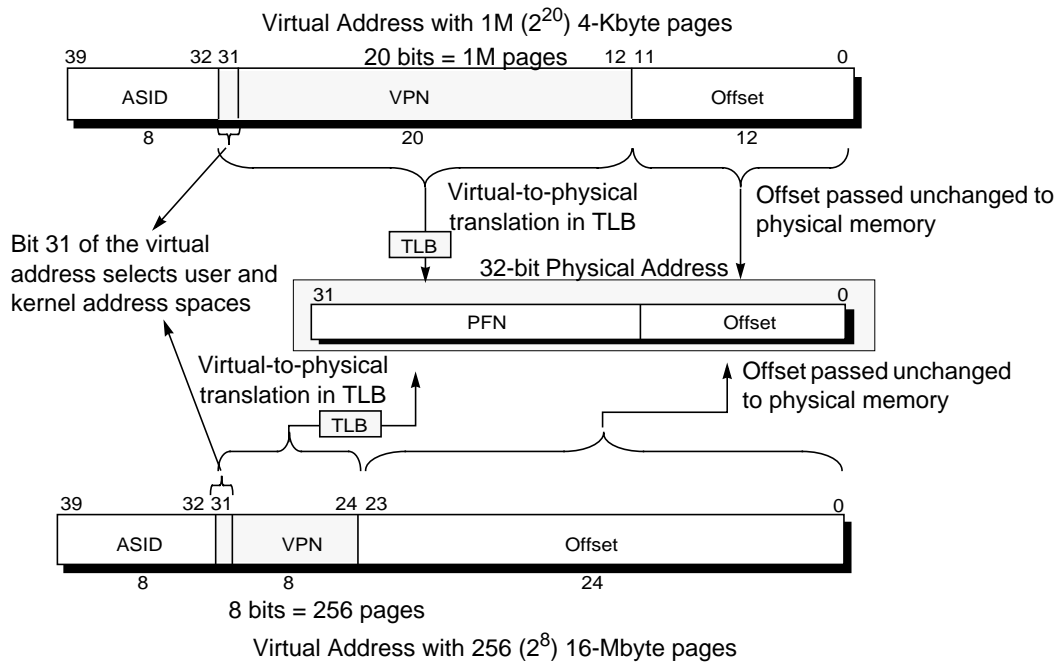 Virtual Address with 1M (2^20) 4-Kbyte pages
20 bits = 1M pages
39 32 31 12 11 0
ASID VPN Offset
8 20 12
Virtual-to-physical
translation in TLB
Offset passed unchanged to
physical memory
TLB
Bit 31 of the virtual
address selects user and
kernel address spaces
32-bit Physical Address
31 0
PFN Offset
Virtual-to-physical
translation in TLB
TLB
Offset passed unchanged
to physical memory
39 32 31 24 23 0
ASID VPN Offset
8 8 24
8 bits = 256 pages
Virtual Address with 256 (2^8) 16-Mbyte pages